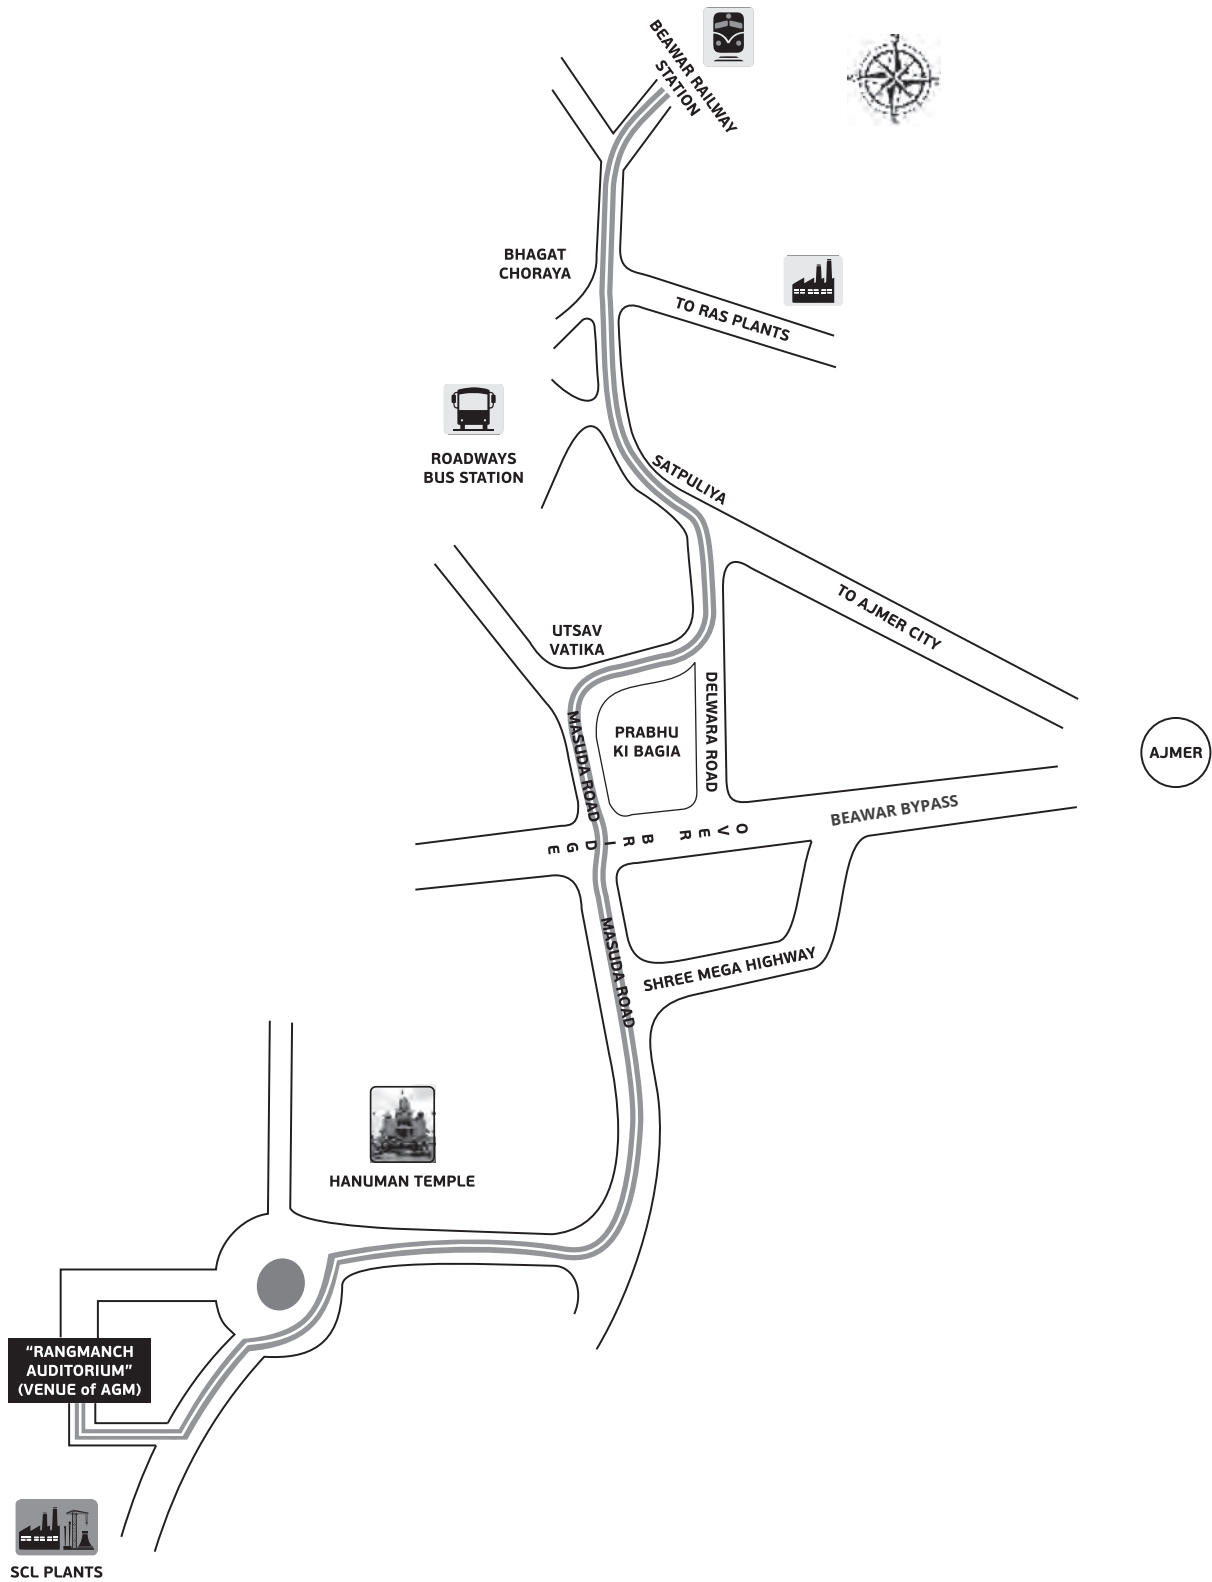 BEAWAR RAILWAY
STATION
BHAGAT
CHORAYA
TO RAS PLANTS
ROADWAYS
BUS STATION
SATPULIYA
TO AJMER CITY
UTSAV
VATIKA
DELWARA ROAD
MASUDA ROAD
PRABHU
KI BAGIA
AJMER
BEAWAR BYPASS
OVER BRIDGE
MASUDA ROAD
SHREE MEGA HIGHWAY
HANUMAN TEMPLE
“RANGMANCH
AUDITORIUM”
(VENUE of AGM)
SCL PLANTS